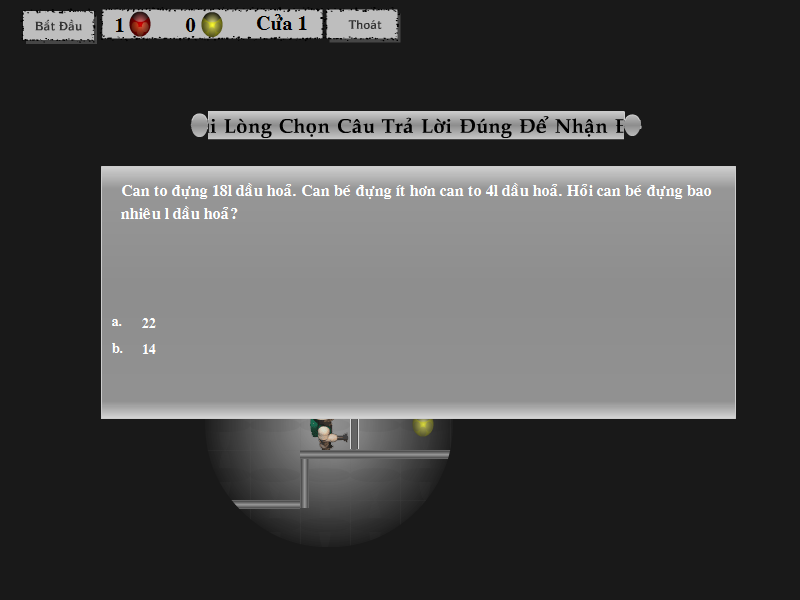 Bắt Đầu
1 0 Cửa 1
Thoát
i Lòng Chọn Câu Trả Lời Đúng Để Nhận
Can to đựng 18l dầu hoả. Can bé đựng ít hơn can to 4l dầu hoả. Hỏi can bé đựng bao
nhiêu l dầu hoả?
a. 22
b. 14